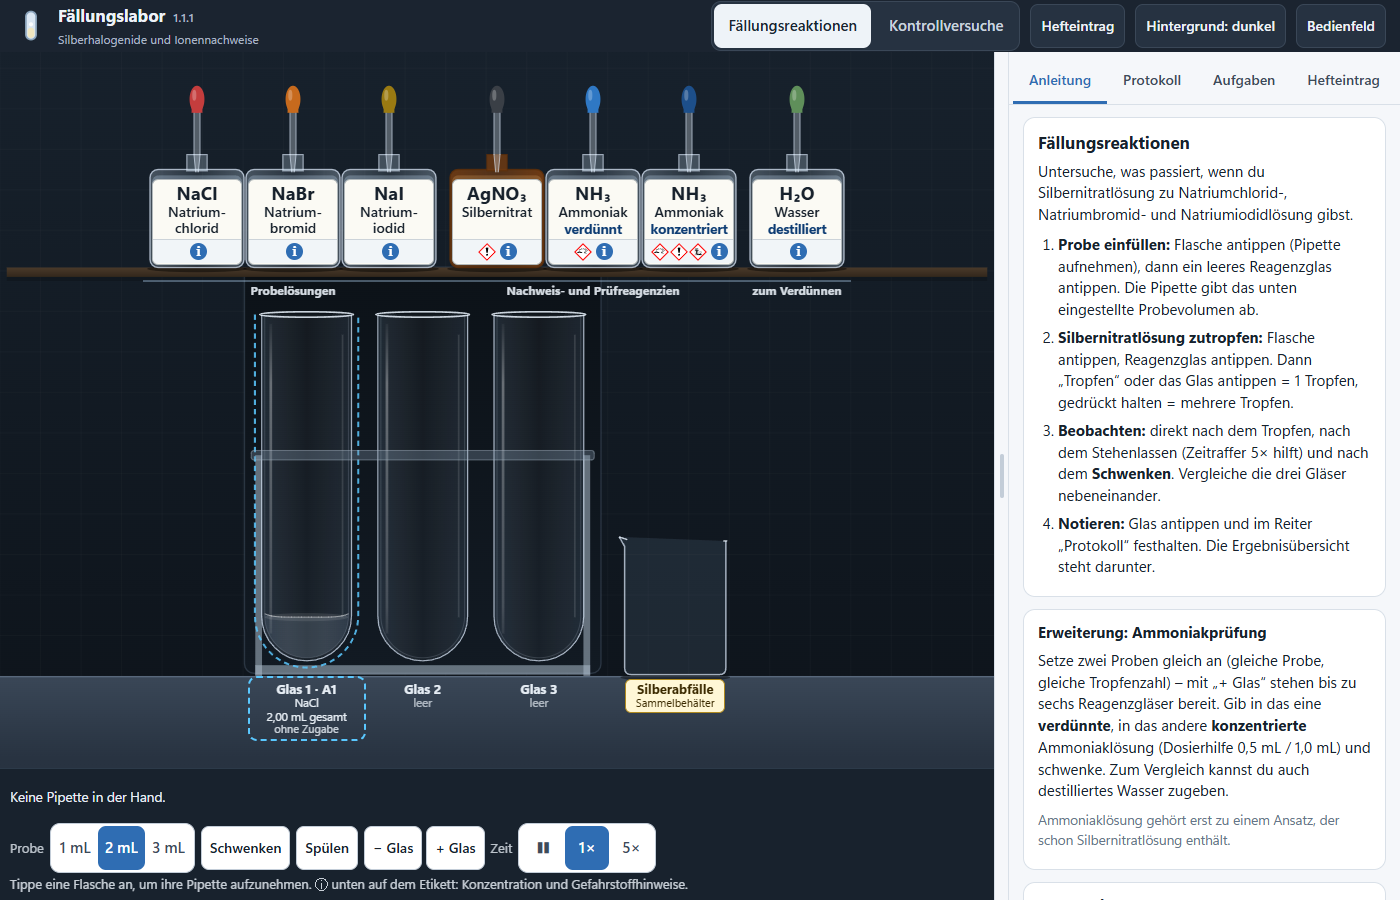 Fällungslabor 1.1.1
Silberhalogenide und Ionennachweise
Fällungsreaktionen
Kontrollversuche
Hefteintrag
Hintergrund: dunkel
Bedienfeld
NaCl
Natrium-
chlorid
NaBr
Natrium-
bromid
NaI
Natrium-
iodid
AgNO₃
Silbernitrat
NH₃
Ammoniak
verdünnt
NH₃
Ammoniak
konzentriert
H₂O
Wasser
destilliert
Probelösungen
Nachweis- und Prüfreagenzien
zum Verdünnen
Glas 1 · A1
NaCl
2,00 mL gesamt
ohne Zugabe
Glas 2
leer
Glas 3
leer
Silberabfälle
Sammelbehälter
Keine Pipette in der Hand.
Probe 1 mL 2 mL 3 mL Schwenken Spülen − Glas + Glas Zeit 1× 5×
Tippe eine Flasche an, um ihre Pipette aufzunehmen. ⓘ unten auf dem Etikett: Konzentration und Gefahrstoffhinweise.
Anleitung Protokoll Aufgaben Hefteintrag
Fällungsreaktionen
Untersuche, was passiert, wenn du
Silbernitratlösung zu Natriumchlorid-,
Natriumbromid- und Natriumiodidlösung gibst.
1. Probe einfüllen: Flasche antippen (Pipette
aufnehmen), dann ein leeres Reagenzglas
antippen. Die Pipette gibt das unten
eingestellte Probevolumen ab.
2. Silbernitratlösung zutropfen: Flasche
antippen, Reagenzglas antippen. Dann
„Tropfen“ oder das Glas antippen = 1 Tropfen,
gedrückt halten = mehrere Tropfen.
3. Beobachten: direkt nach dem Tropfen, nach
dem Stehenlassen (Zeitraffer 5× hilft) und nach
dem Schwenken. Vergleiche die drei Gläser
nebeneinander.
4. Notieren: Glas antippen und im Reiter
„Protokoll“ festhalten. Die Ergebnisübersicht
steht darunter.
Erweiterung: Ammoniakprüfung
Setze zwei Proben gleich an (gleiche Probe,
gleiche Tropfenzahl) – mit „+ Glas“ stehen bis zu
sechs Reagenzgläser bereit. Gib in das eine
verdünnte, in das andere konzentrierte
Ammoniaklösung (Dosierhilfe 0,5 mL / 1,0 mL) und
schwenke. Zum Vergleich kannst du auch
destilliertes Wasser zugeben.
Ammoniaklösung gehört erst zu einem Ansatz, der
schon Silbernitratlösung enthält.